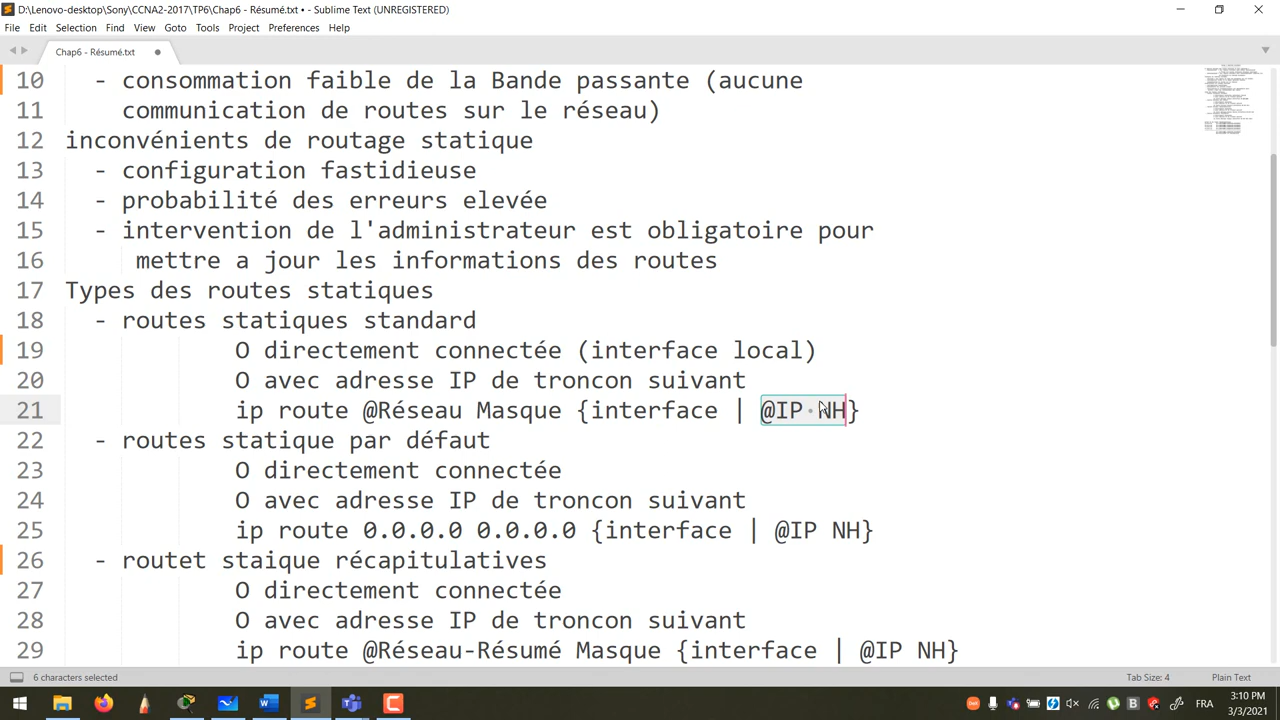 D:\Lenovo-desktop\Sony\CCNA2-2017\TP6\Chap6 - Résumé.txt • - Sublime Text (UNREGISTERED)
File Edit Selection Find View Goto Tools Project Preferences Help
Chap6 - Résumé.txt
10 - consommation faible de la Bande passante (aucune
11 communication de routes sur le réseau)
12 inconvénients de routage statique
13 - configuration fastidieuse
14 - probabilité des erreurs elevée
15 - intervention de l'administrateur est obligatoire pour
16 mettre a jour les informations des routes
17 Types des routes statiques
18 - routes statiques standard
19 O directement connectée (interface local)
20 O avec adresse IP de troncon suivant
21 ip route @Réseau Masque {interface | @IP NH}
22 - routes statique par défaut
23 O directement connectée
24 O avec adresse IP de troncon suivant
25 ip route 0.0.0.0 0.0.0.0 {interface | @IP NH}
26 - routet staique récapitulatives
27 O directement connectée
28 O avec adresse IP de troncon suivant
29 ip route @Réseau-Résumé Masque {interface | @IP NH}
6 characters selected Tab Size: 4 Plain Text
FRA 3:10 PM
3/3/2021